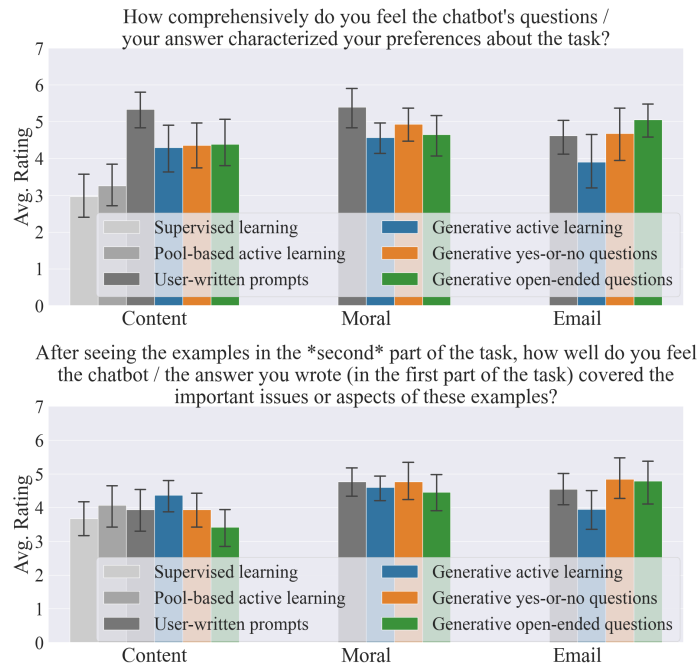 How comprehensively do you feel the chatbot's questions /
your answer characterized your preferences about the task?
7
6
5
4
3
2
1
0
Avg. Rating
Supervised learning
Pool-based active learning
User-written prompts
Generative active learning
Generative yes-or-no questions
Generative open-ended questions
Content Moral Email
After seeing the examples in the *second* part of the task, how well do you feel
the chatbot / the answer you wrote (in the first part of the task) covered the
important issues or aspects of these examples?
7
6
5
4
3
2
1
0
Avg. Rating
Supervised learning
Pool-based active learning
User-written prompts
Generative active learning
Generative yes-or-no questions
Generative open-ended questions
Content Moral Email